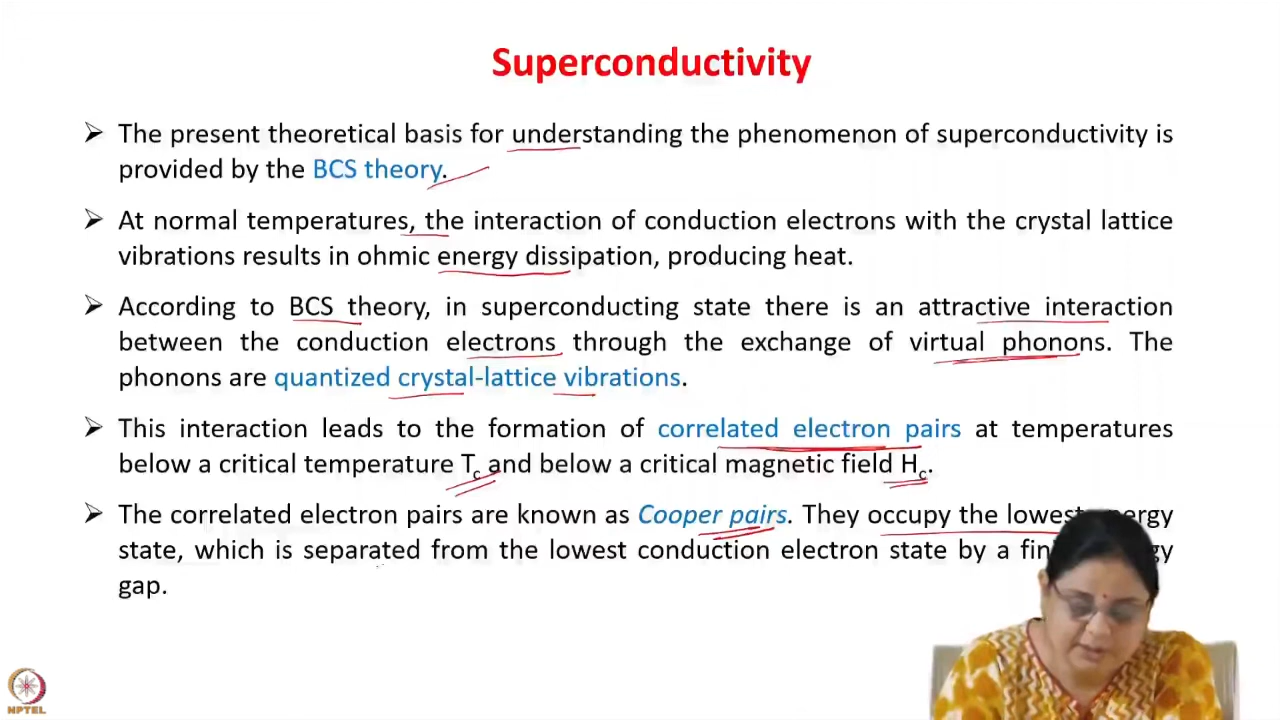 Superconductivity
➢ The present theoretical basis for understanding the phenomenon of superconductivity is
provided by the BCS theory.
➢ At normal temperatures, the interaction of conduction electrons with the crystal lattice
vibrations results in ohmic energy dissipation, producing heat.
➢ According to BCS theory, in superconducting state there is an attractive interaction
between the conduction electrons through the exchange of virtual phonons. The
phonons are quantized crystal-lattice vibrations.
➢ This interaction leads to the formation of correlated electron pairs at temperatures
below a critical temperature Tc and below a critical magnetic field Hc.
➢ The correlated electron pairs are known as Cooper pairs. They occupy the lowest
state, which is separated from the lowest conduction electron state by a
gap.
NPTEL